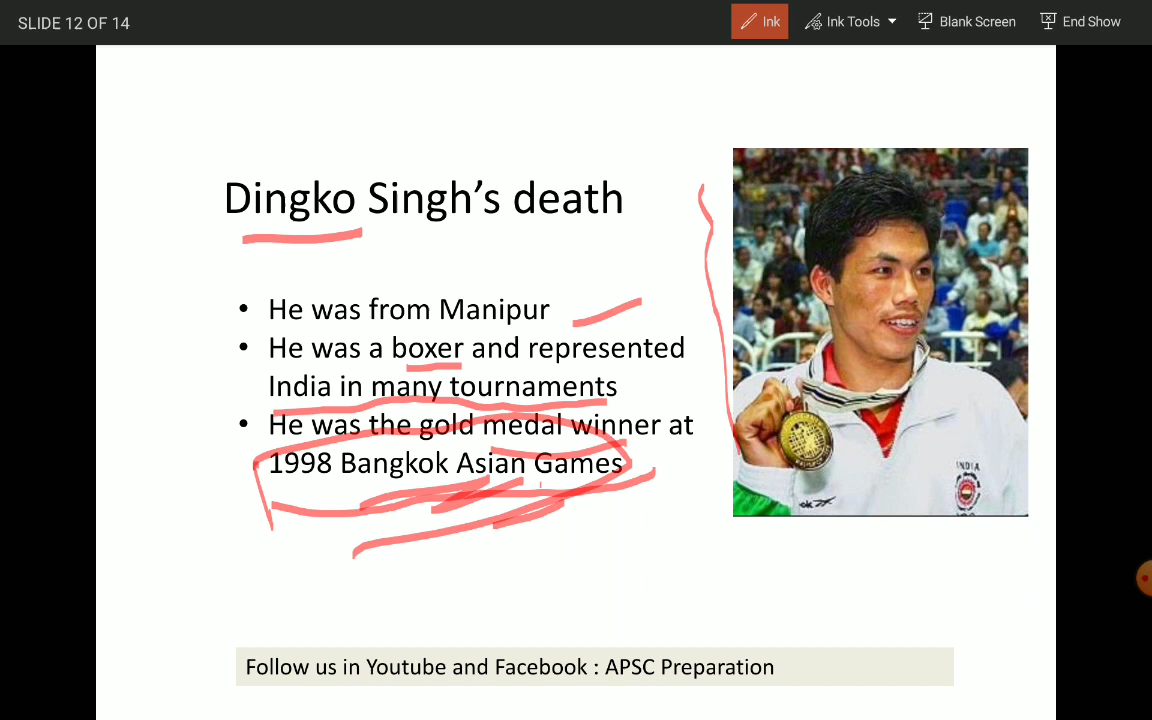 SLIDE 12 OF 14
Ink
Ink Tools
Blank Screen
End Show
Dingko Singh's death
• He was from Manipur
• He was a boxer and represented
India in many tournaments
• He was the gold medal winner at
1998 Bangkok Asian Games
INDIA
Follow us in Youtube and Facebook : APSC Preparation